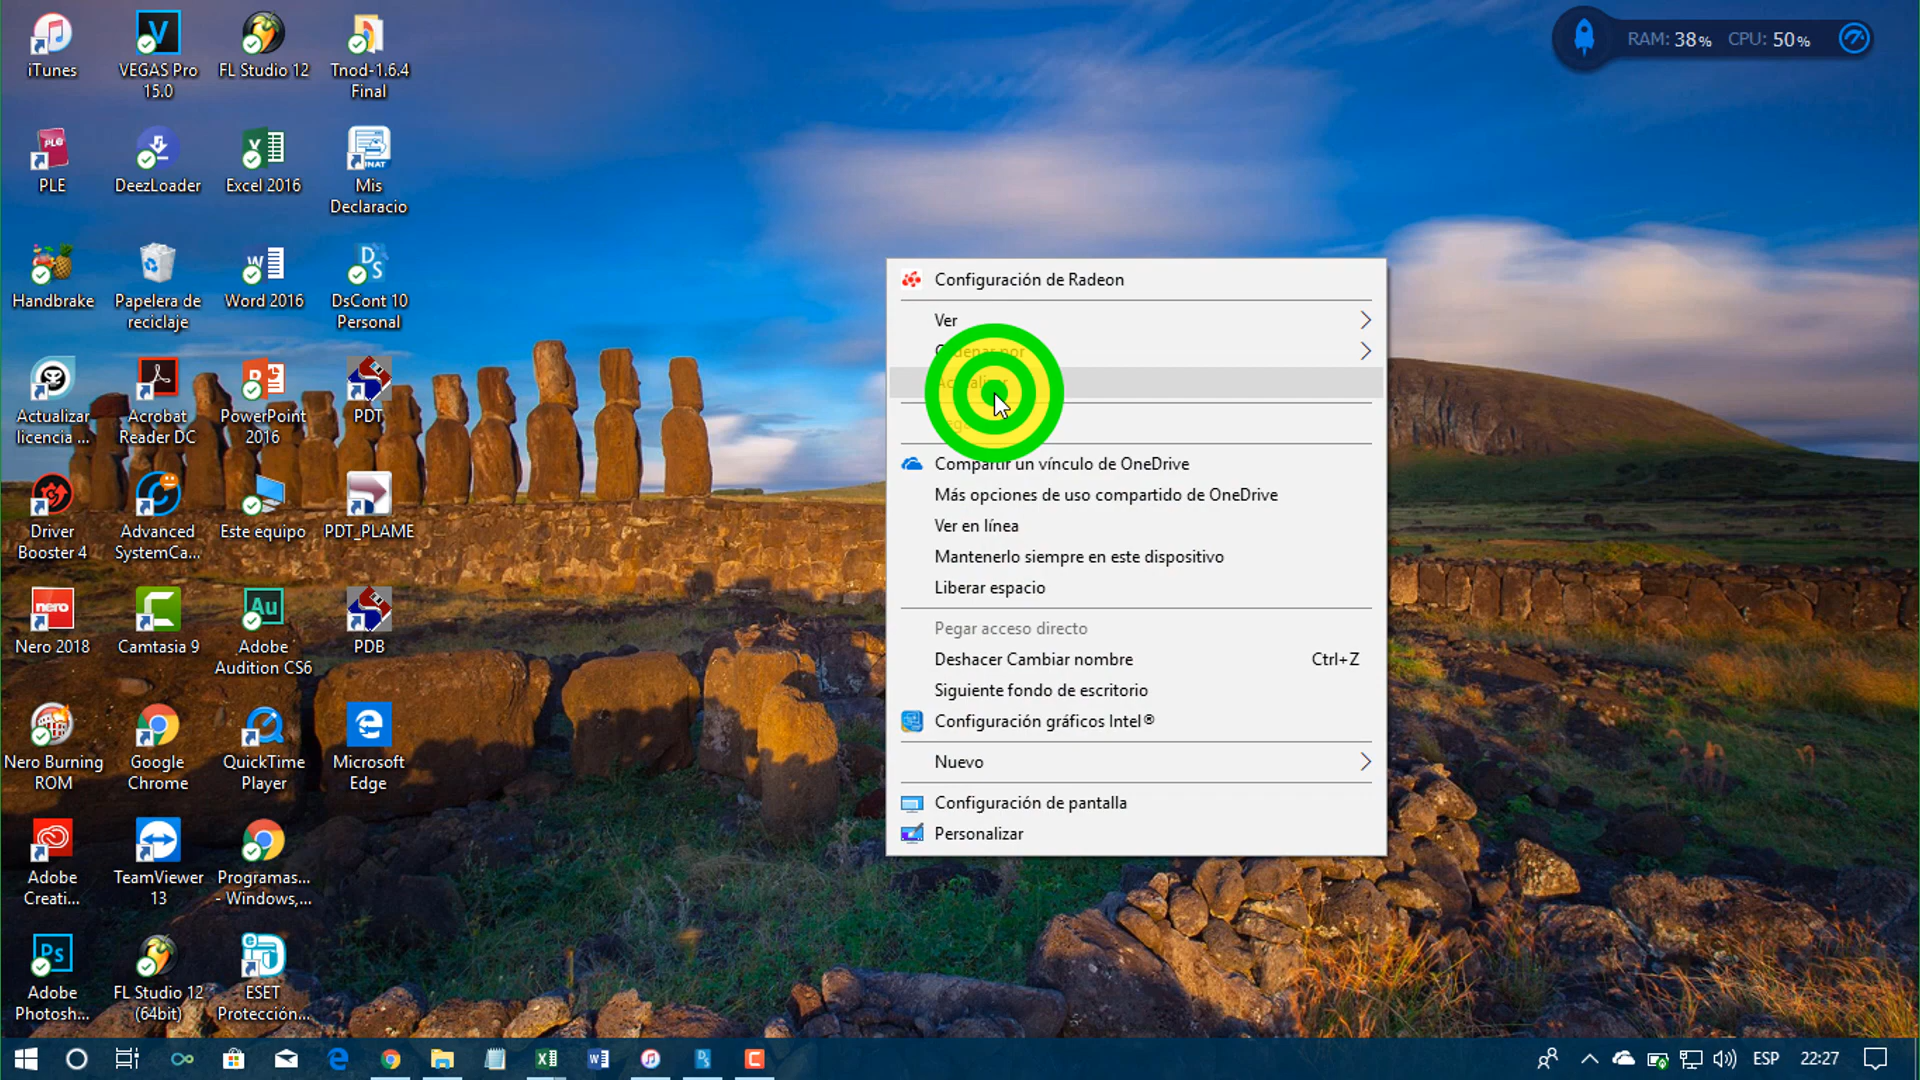 iTunes
VEGAS Pro
15.0
FL Studio 12
Tnod-1.6.4
Final
PLE
DeezLoader
Excel 2016
Mis
Declaracio
Handbrake
Papelera de
reciclaje
Word 2016
DsCont 10
Personal
Actualizar
licencia ...
Acrobat
Reader DC
PowerPoint
2016
PDT
Driver
Booster 4
Advanced
SystemCa...
Este equipo
PDT_PLAME
Nero 2018
Camtasia 9
Adobe
Audition CS6
PDB
Nero Burning
ROM
Google
Chrome
QuickTime
Player
Microsoft
Edge
Adobe
Creati...
TeamViewer
13
Programas...
- Windows,...
Adobe
Photosh...
FL Studio 12
(64bit)
ESET
Protección...
RAM: 38% CPU: 50%
Configuración de Radeon
Ver
Ordenar por
Actualizar
Compartir un vínculo de OneDrive
Más opciones de uso compartido de OneDrive
Ver en línea
Mantenerlo siempre en este dispositivo
Liberar espacio
Pegar acceso directo
Deshacer Cambiar nombre Ctrl+Z
Siguiente fondo de escritorio
Configuración gráficos Intel®
Nuevo
Configuración de pantalla
Personalizar
ESP 22:27